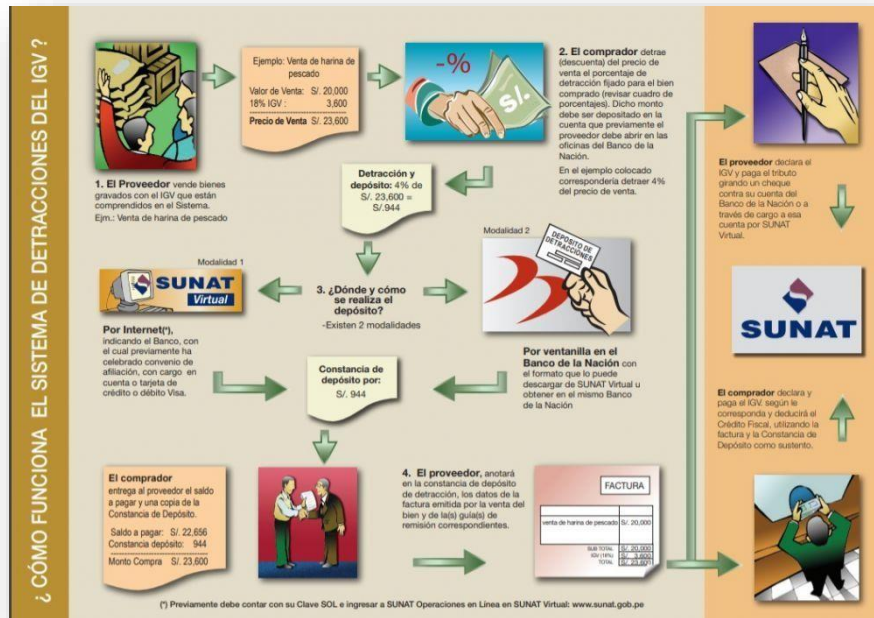 ¿ CÓMO FUNCIONA EL SISTEMA DE DETRACCIONES DEL IGV ?
1. El Proveedor vende bienes
gravados con el IGV que están
comprendidos en el Sistema.
Ejm.: Venta de harina de pescado
Ejemplo: Venta de harina de
pescado
Valor de Venta: S/. 20,000
18% IGV : 3,600
Precio de Venta S/. 23,600
-%
S/.
2. El comprador detrae
(descuenta) del precio de
venta el porcentaje de
detracción fijado para el bien
comprado (revisar cuadro de
porcentajes). Dicho monto
debe ser depositado en la
cuenta que previamente el
proveedor debe abrir en las
oficinas del Banco de la
Nación.
En el ejemplo colocado
correspondería detraer 4%
del precio de venta.
Detracción y
depósito: 4% de
S/. 23,600 =
S/.944
3. ¿Dónde y cómo
se realiza el
depósito?
-Existen 2 modalidades
Modalidad 1
SUNAT
Virtual
Por Internet(*),
indicando el Banco, con
el cual previamente ha
celebrado convenio de
afiliación, con cargo en
cuenta o tarjeta de
crédito o débito Visa.
Modalidad 2
DEPOSITO DE
DETRACCIONES
Por ventanilla en el
Banco de la Nación con
el formato que lo puede
descargar de SUNAT Virtual u
obtener en el mismo Banco
de la Nación
Constancia de
depósito por:
S/. 944
El comprador
entrega al proveedor el saldo
a pagar y una copia de la
Constancia de Depósito.
Saldo a pagar: S/. 22,656
Constancia depósito: 944
Monto Compra S/. 23,600
4. El proveedor, anotará
en la constancia de depósito
de detracción, los datos de la
factura emitida por la venta del
bien y de la(s) guía(s) de
remisión correspondientes.
FACTURA
venta de harina de pescado S/. 20,000
SUB TOTAL S/. 20,000
IGV (18%) S/. 3,600
TOTAL S/. 23,600
El proveedor declara el
IGV y paga el tributo
girando un cheque
contra su cuenta del
Banco de la Nación o a
través de cargo a esa
cuenta por SUNAT
Virtual.
SUNAT
El comprador declara y
paga el IGV. según le
corresponda y deducirá el
Crédito Fiscal, utilizando la
factura y la Constancia de
Depósito como sustento.
(*) Previamente debe contar con su Clave SOL e ingresar a SUNAT Operaciones en Línea en SUNAT Virtual: www.sunat.gob.pe